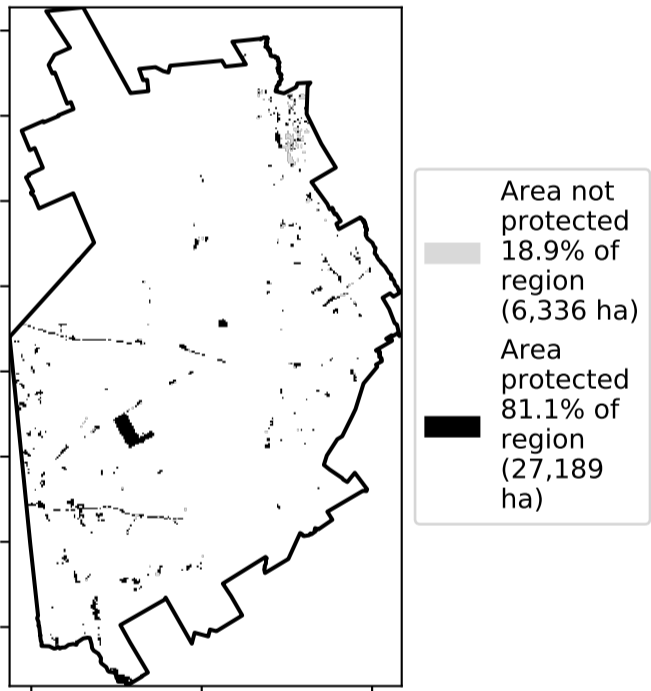 Area not
protected
18.9% of
region
(6,336 ha)
Area
protected
81.1% of
region
(27,189
ha)